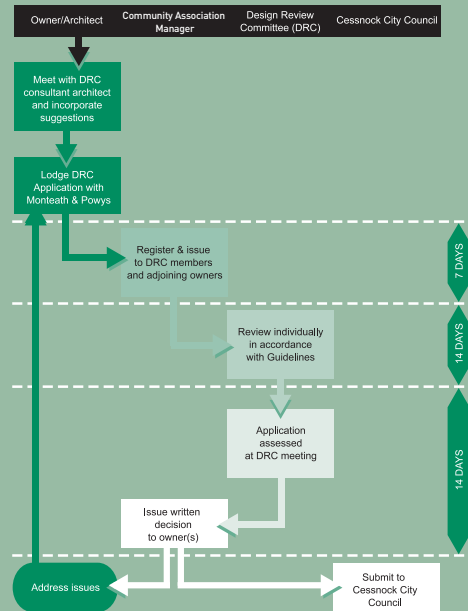 Owner/Architect
Community Association
Manager
Design Review
Committee (DRC)
Cessnock City Council
Meet with DRC
consultant architect
and incorporate
suggestions
Lodge DRC
Application with
Monteath & Powys
Register & issue
to DRC members
and adjoining owners
7 DAYS
Review individually
in accordance
with Guidelines
14 DAYS
Application
assessed
at DRC meeting
14 DAYS
Issue written
decision
to owner(s)
Address issues
Submit to
Cessnock City
Council